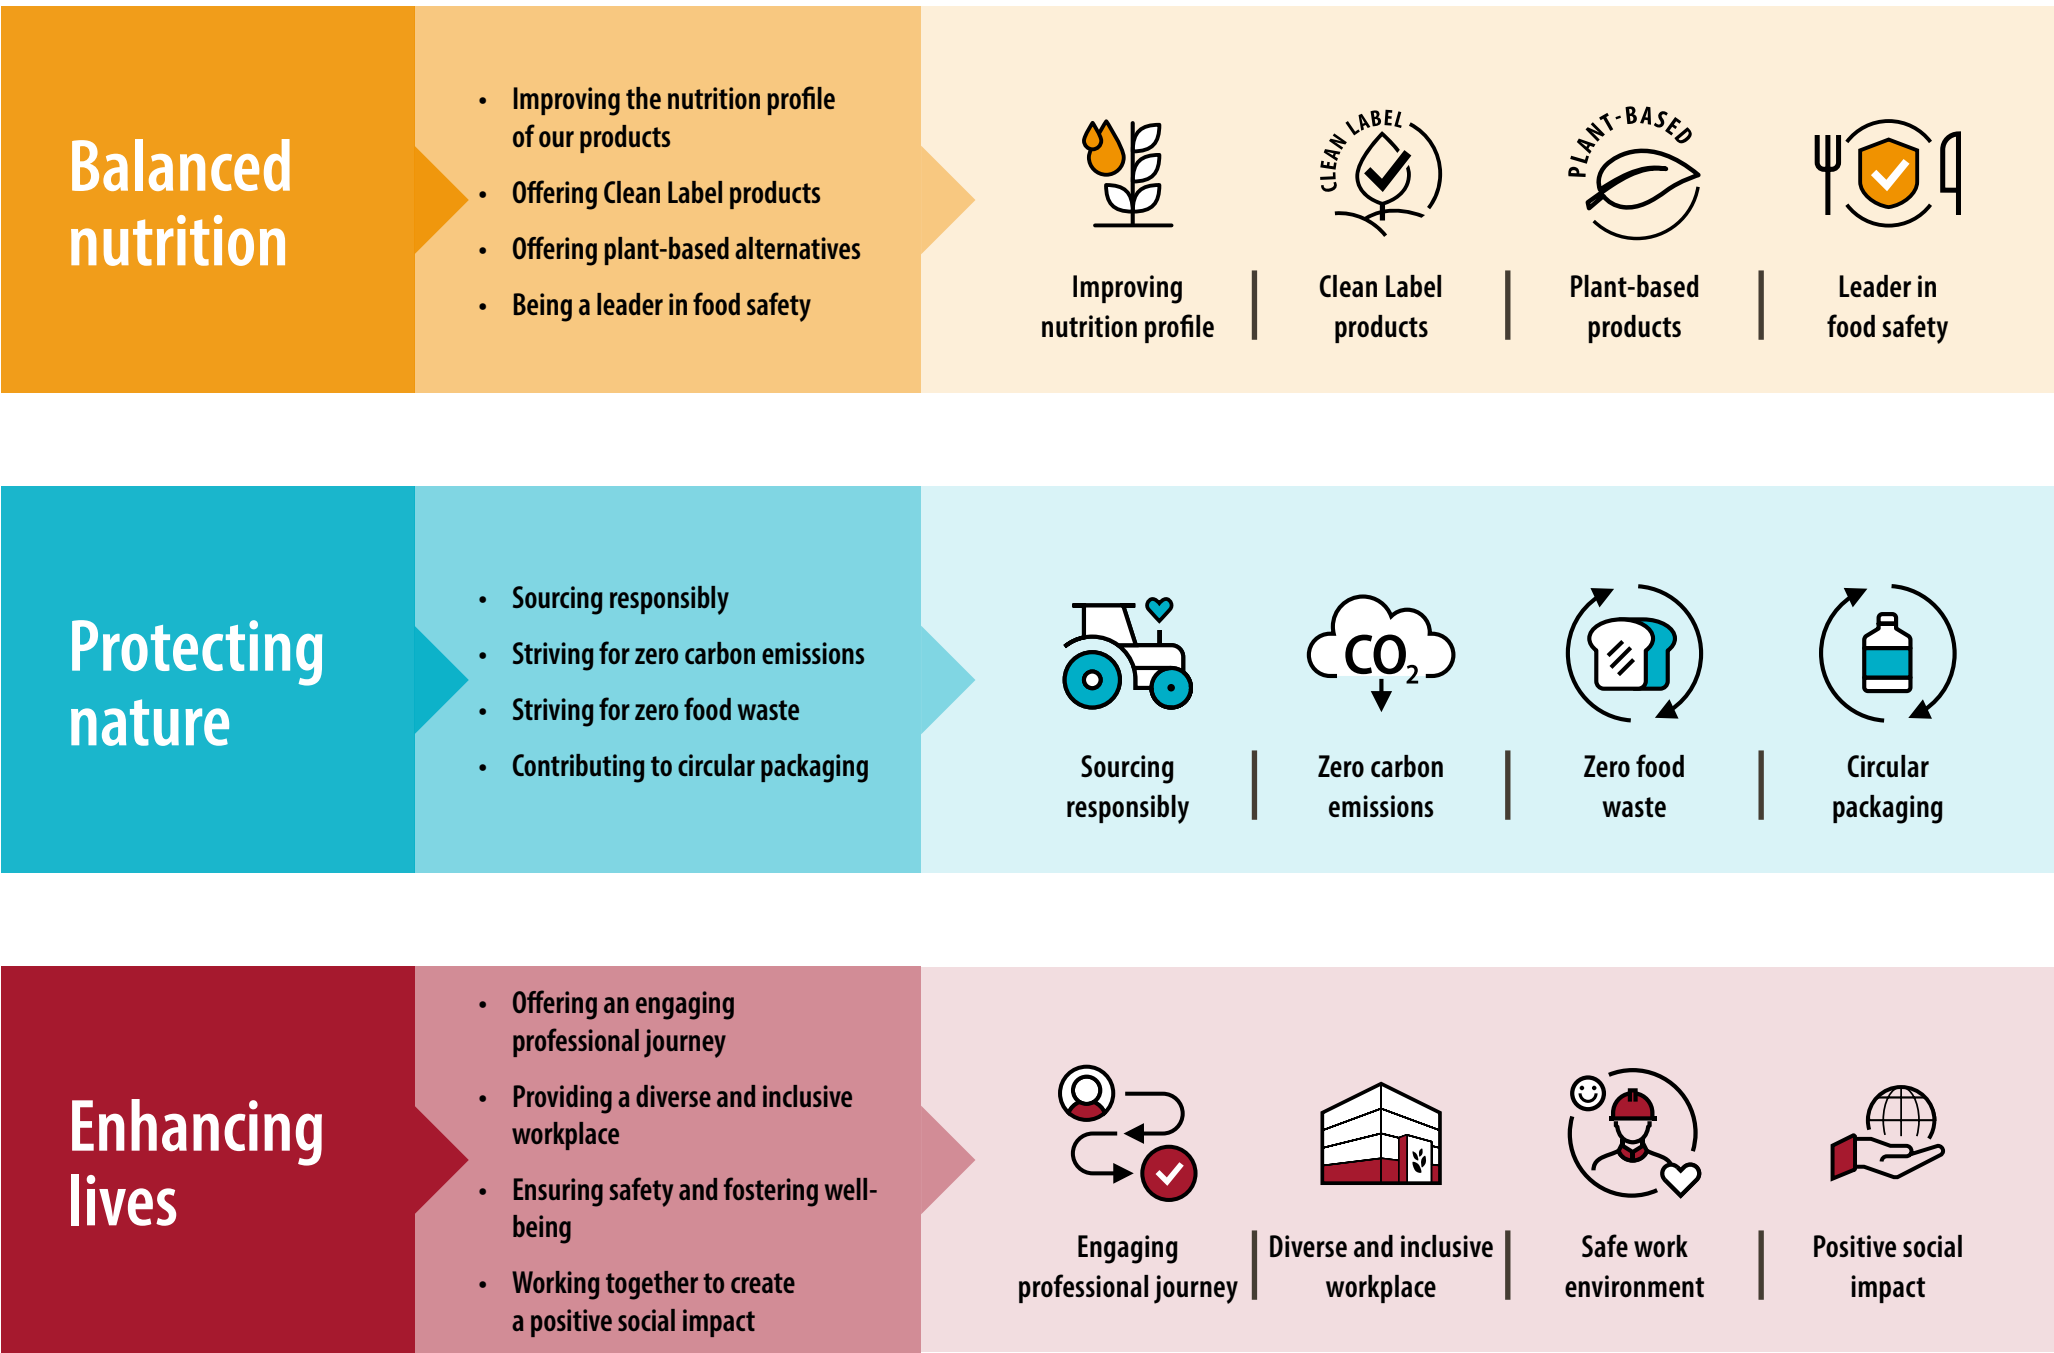 Balanced
nutrition
• Improving the nutrition profile
of our products
• Offering Clean Label products
• Offering plant-based alternatives
• Being a leader in food safety
CLEAN LABEL
PLANT-BASED
Improving
nutrition profile
Clean Label
products
Plant-based
products
Leader in
food safety
Protecting
nature
• Sourcing responsibly
• Striving for zero carbon emissions
• Striving for zero food waste
• Contributing to circular packaging
CO2
Sourcing
responsibly
Zero carbon
emissions
Zero food
waste
Circular
packaging
Enhancing
lives
• Offering an engaging
professional journey
• Providing a diverse and inclusive
workplace
• Ensuring safety and fostering well-
being
• Working together to create
a positive social impact
Engaging
professional journey
Diverse and inclusive
workplace
Safe work
environment
Positive social
impact